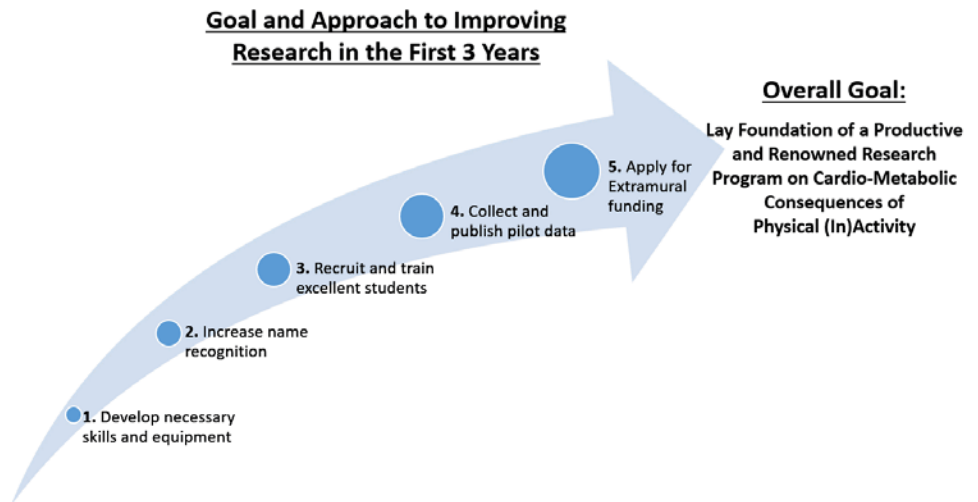 Goal and Approach to Improving
Research in the First 3 Years
Overall Goal:
Lay Foundation of a Productive
and Renowned Research
Program on Cardio-Metabolic
Consequences of
Physical (In)Activity
5. Apply for
Extramural
funding
4. Collect and
publish pilot data
3. Recruit and train
excellent students
2. Increase name
recognition
1. Develop necessary
skills and equipment